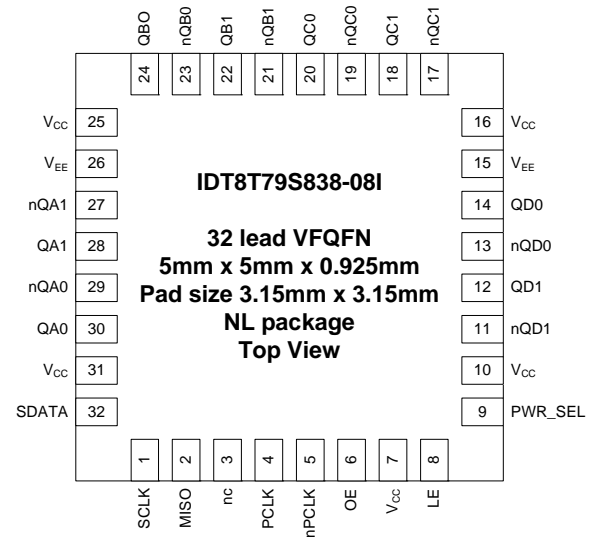 QBO nQB0 QB1 nQB1 QC0 nQC0 QC1 nQC1
24 23 22 21 20 19 18 17
VCC 25
VEE 26
nQA1 27
QA1 28
nQA0 29
QA0 30
VCC 31
SDATA 32
IDT8T79S838-08I
32 lead VFQFN
5mm x 5mm x 0.925mm
Pad size 3.15mm x 3.15mm
NL package
Top View
16 VCC
15 VEE
14 QD0
13 nQD0
12 QD1
11 nQD1
10 VCC
9 PWR_SEL
1 2 3 4 5 6 7 8
SCLK MISO nc PCLK nPCLK OE VCC LE